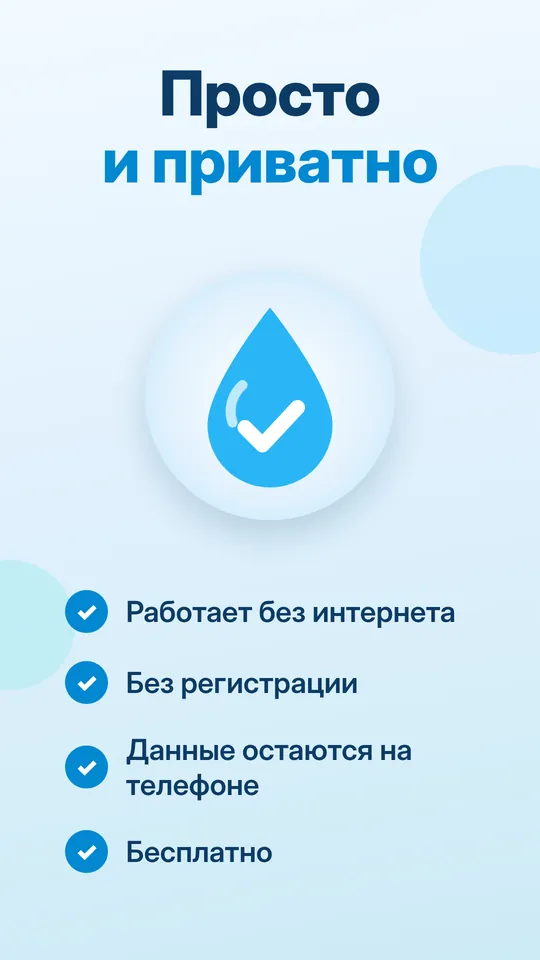 Просто
и приватно
Работает без интернета
Без регистрации
Данные остаются на
телефоне
Бесплатно